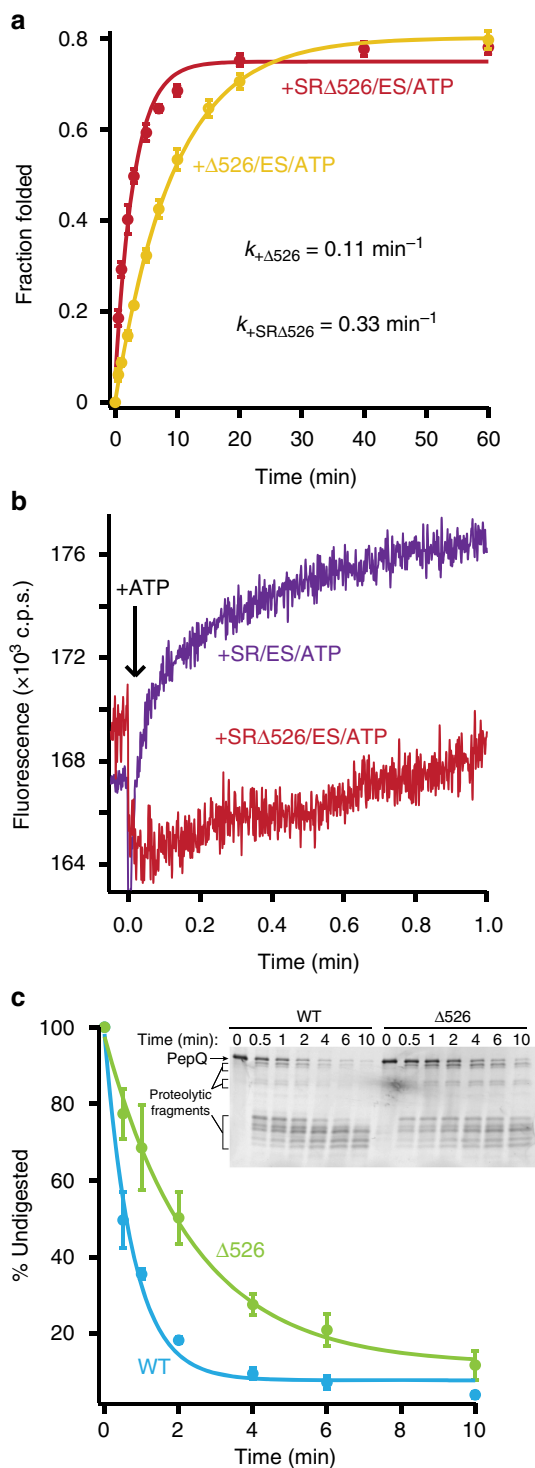 a
0.8
0.6
0.4
0.2
0
Fraction folded
+SRΔ526/ES/ATP
+Δ526/ES/ATP
k+Δ526 = 0.11 min⁻¹
k+SRΔ526 = 0.33 min⁻¹
0 10 20 30 40 50 60
Time (min)
b
176
172
168
164
Fluorescence (×10³ c.p.s.)
+ATP
+SR/ES/ATP
+SRΔ526/ES/ATP
0.0 0.2 0.4 0.6 0.8 1.0
Time (min)
c
100
80
60
40
20
% Undigested
WT Δ526
Time (min): 0 0.5 1 2 4 6 10 0 0.5 1 2 4 6 10
PepQ
Proteolytic
fragments
Δ526
WT
0 2 4 6 8 10
Time (min)